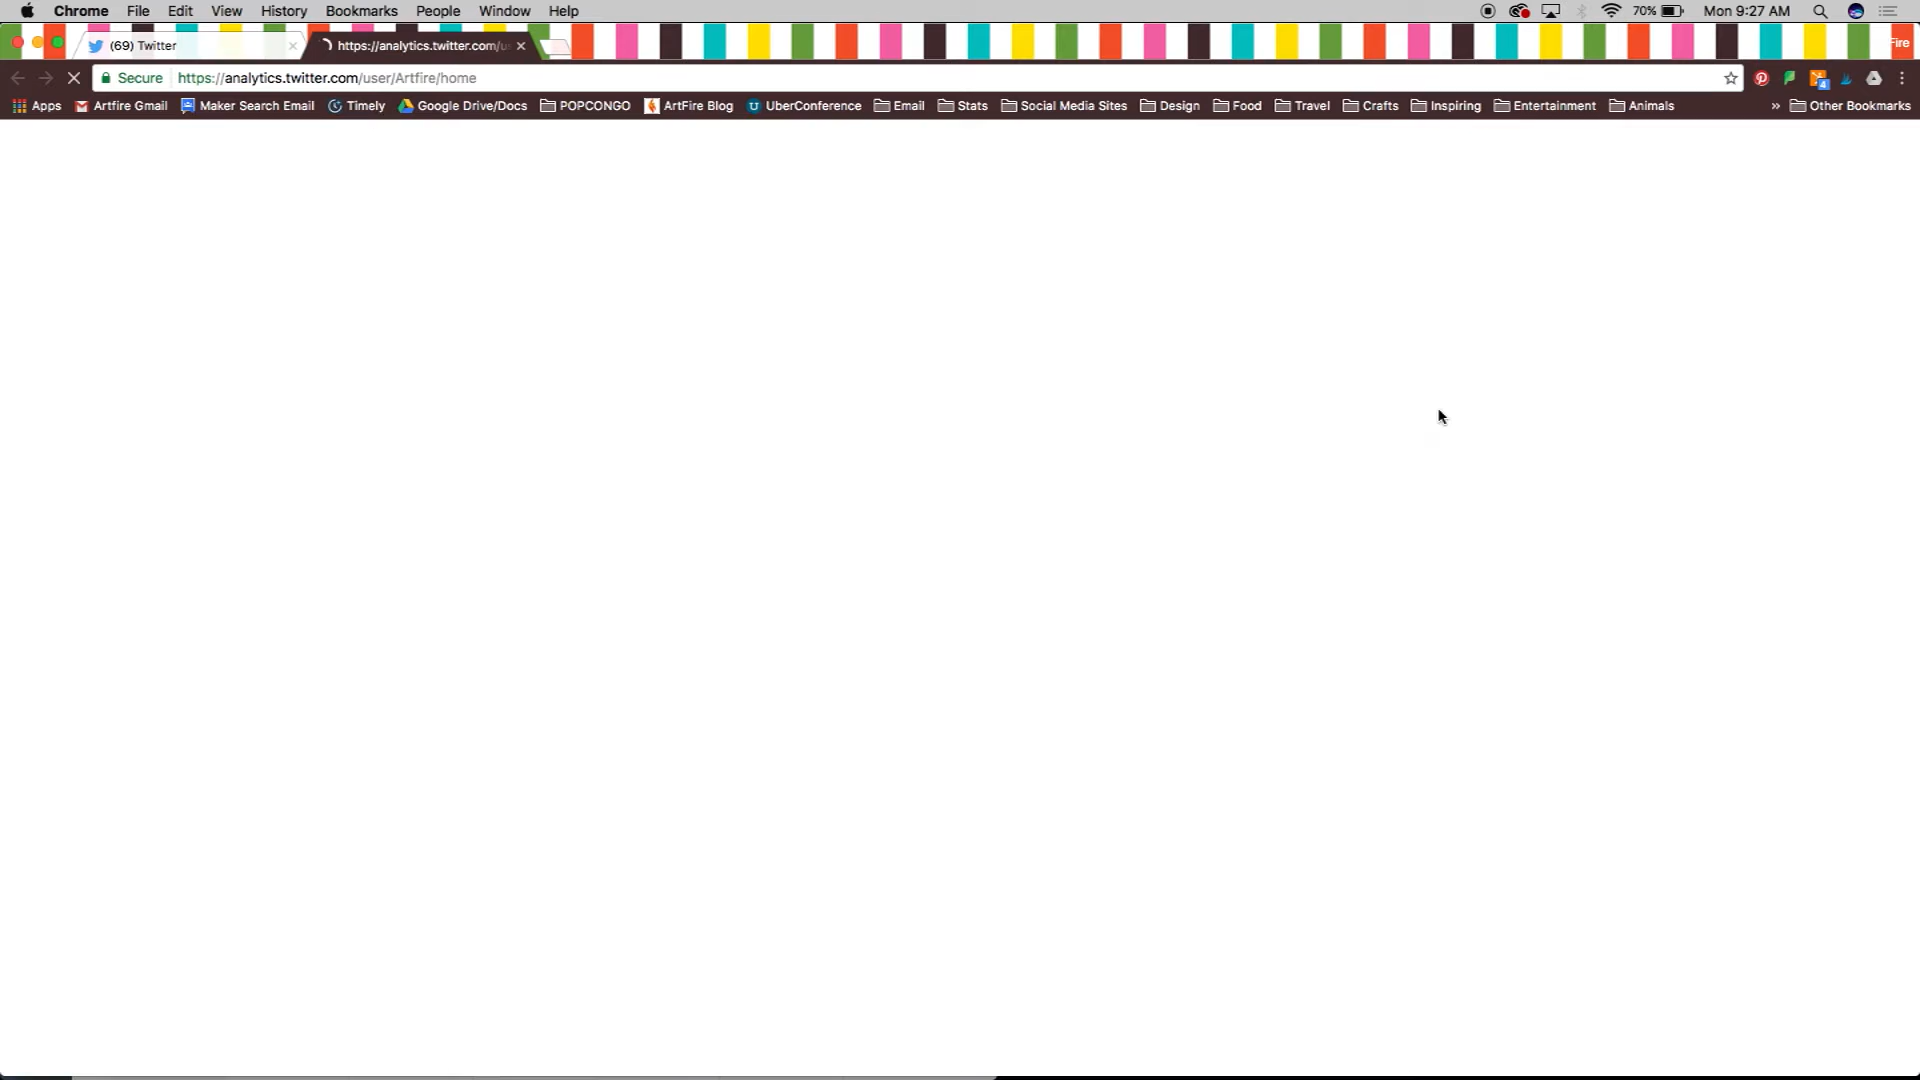 Chrome File Edit View History Bookmarks People Window Help 70% Mon 9:27 AM
(69) Twitter https://analytics.twitter.com/u Fire
Secure https://analytics.twitter.com/user/Artfire/home 4
Apps Artfire Gmail Maker Search Email Timely Google Drive/Docs POPCONGO ArtFire Blog U UberConference Email Stats Social Media Sites Design Food Travel Crafts Inspiring Entertainment Animals » Other Bookmarks